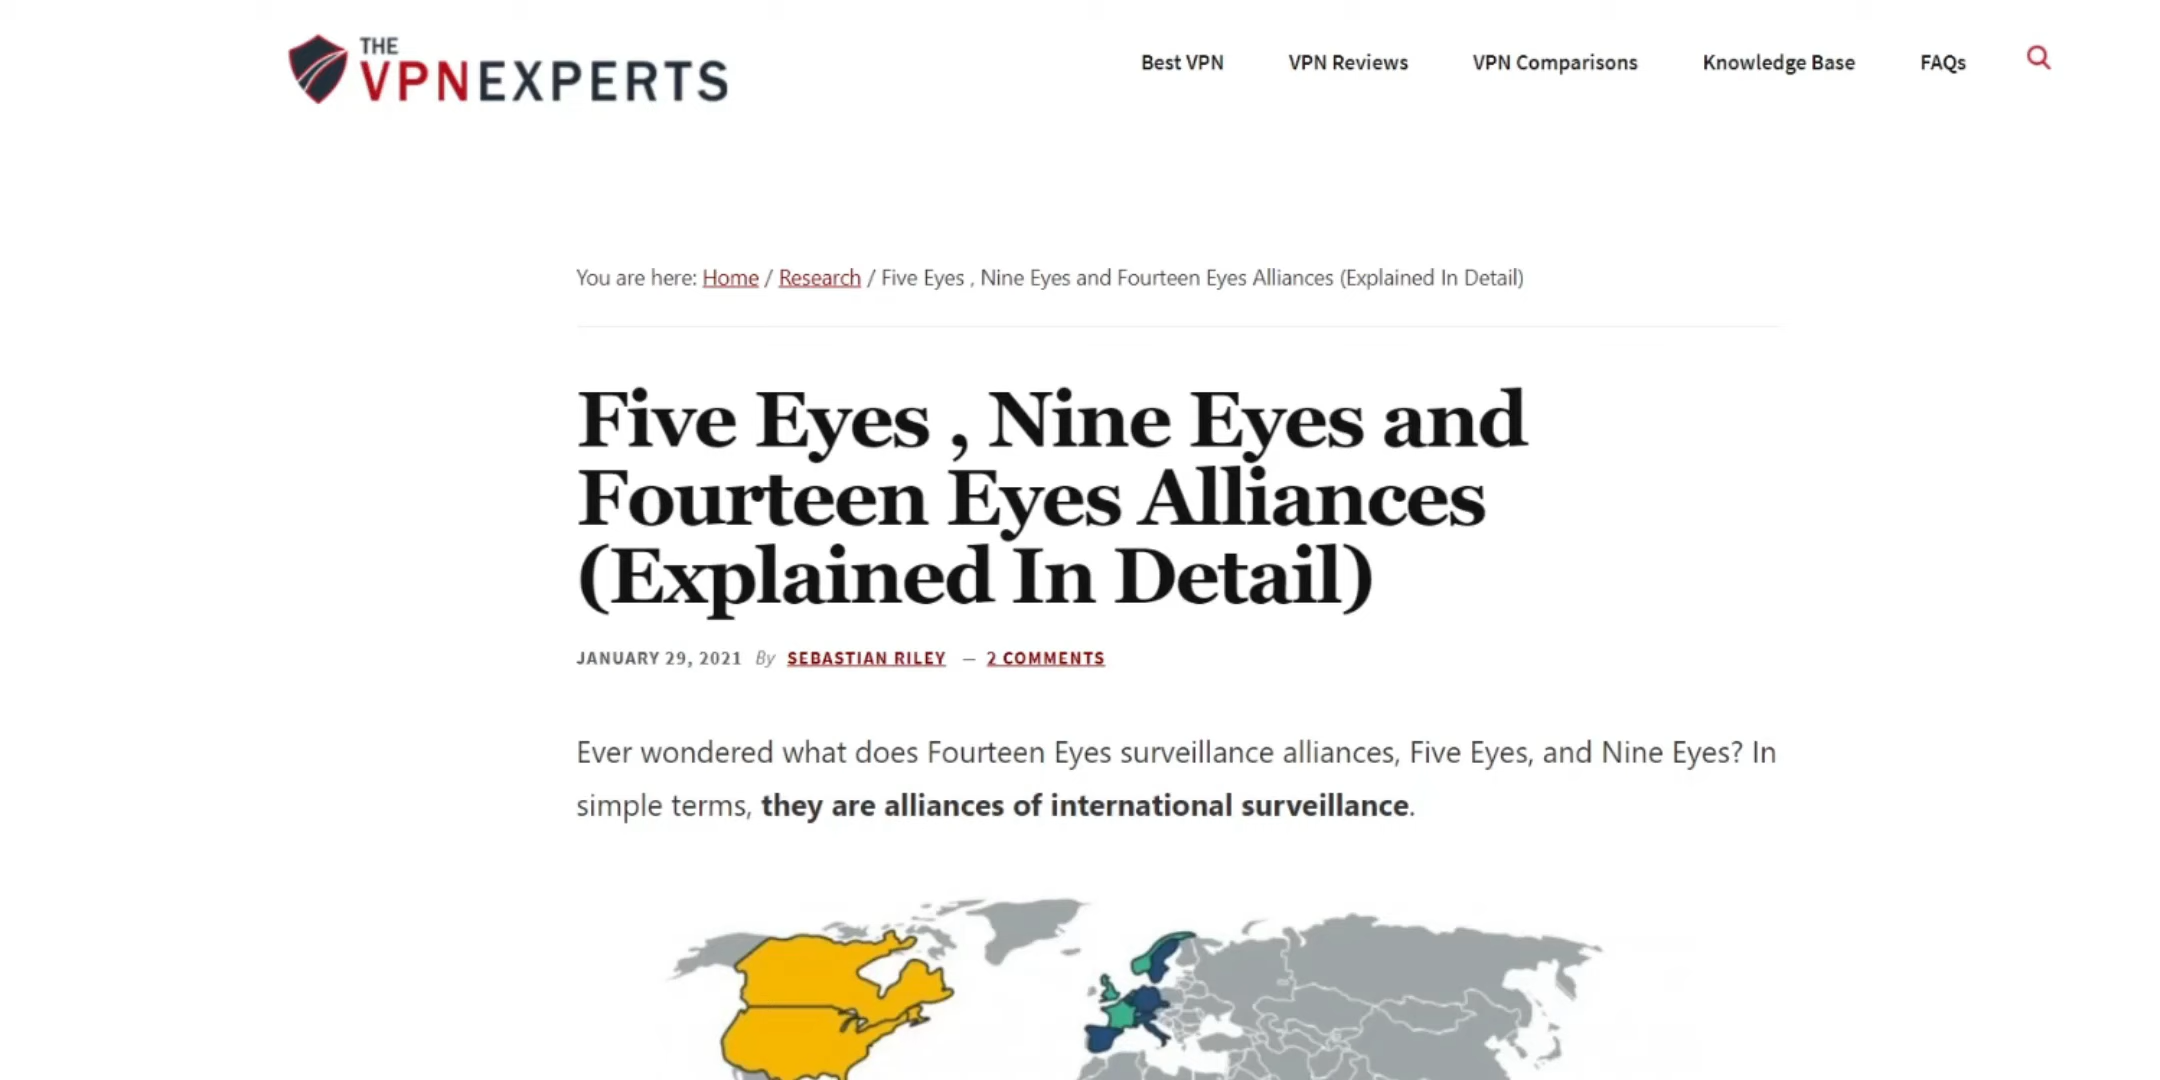 THE
VPNEXPERTS
Best VPN VPN Reviews VPN Comparisons Knowledge Base FAQs
You are here: Home / Research / Five Eyes , Nine Eyes and Fourteen Eyes Alliances (Explained In Detail)
Five Eyes , Nine Eyes and
Fourteen Eyes Alliances
(Explained In Detail)
JANUARY 29, 2021 By SEBASTIAN RILEY — 2 COMMENTS
Ever wondered what does Fourteen Eyes surveillance alliances, Five Eyes, and Nine Eyes? In
simple terms, they are alliances of international surveillance.